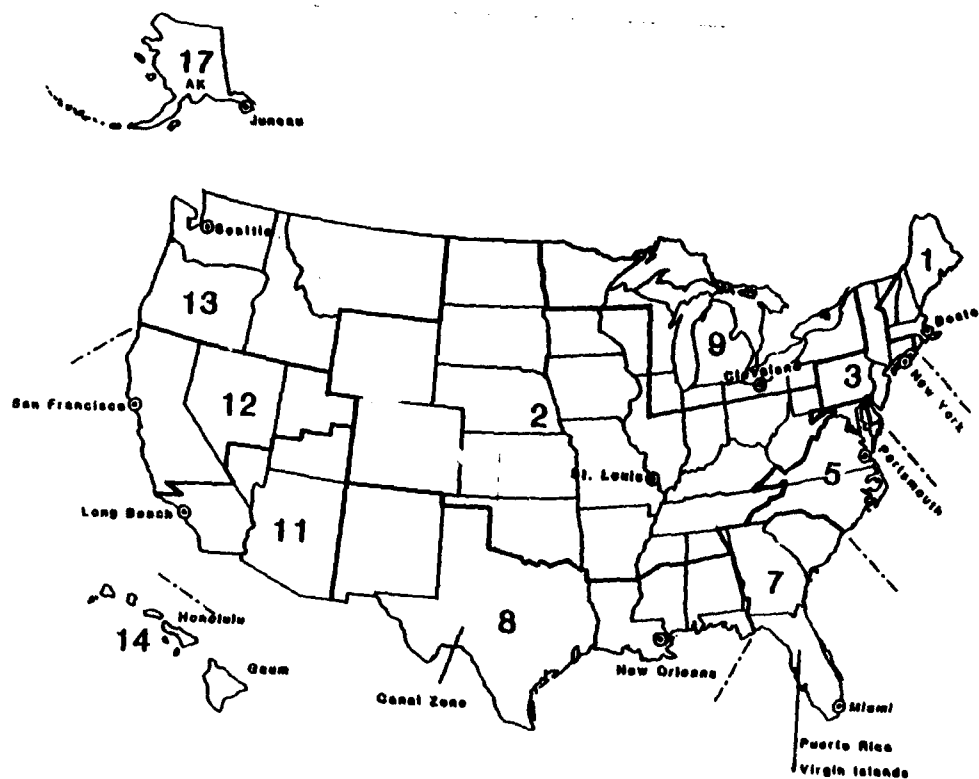 17
AK
Juneau
Seattle
1
13
Boston
9
Cleveland
3
New York
San Francisco
12
2
St. Louis
5
Portsmouth
Long Beach
11
7
Honolulu
14
8
Guam
New Orleans
Canal Zone
Miami
Puerto Rico
Virgin Islands